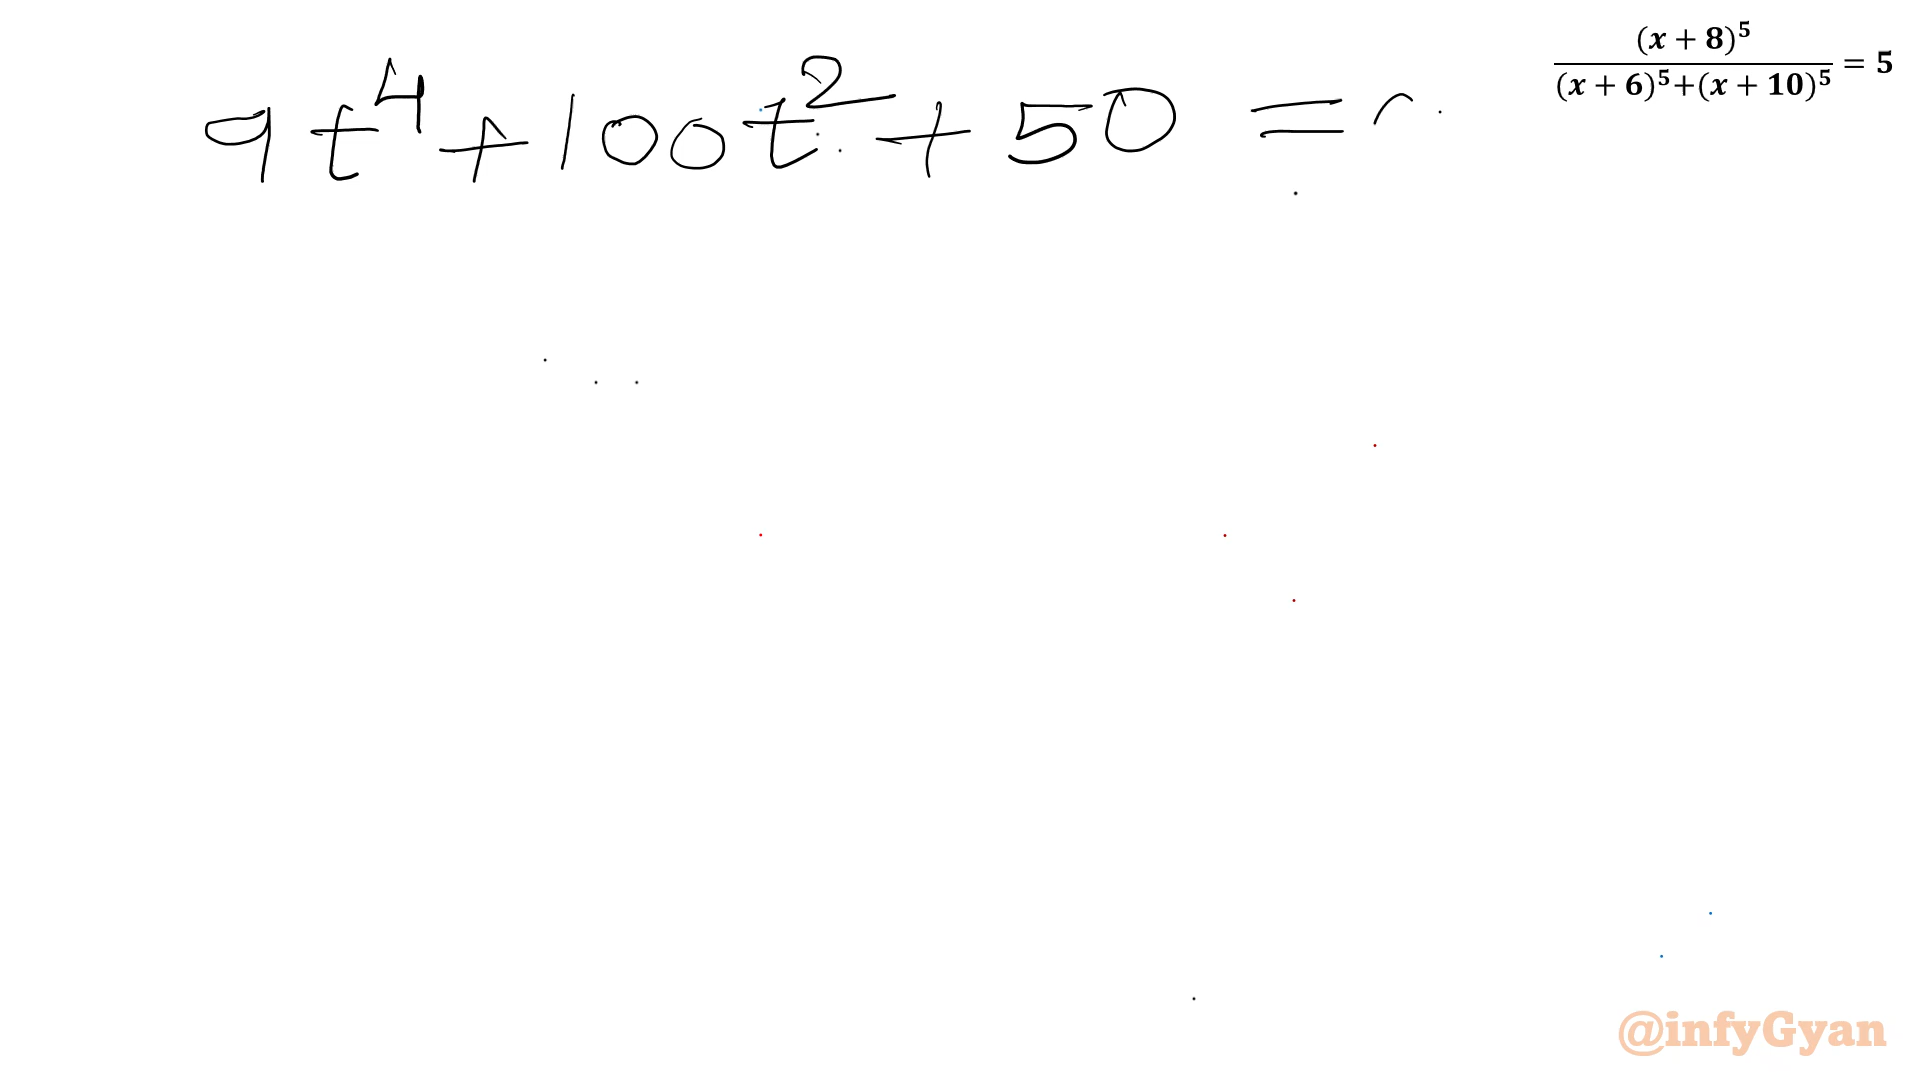 9t⁴+100t²+50 =
(x + 8)⁵
(x + 6)⁵+(x + 10)⁵ = 5
@infyGyan